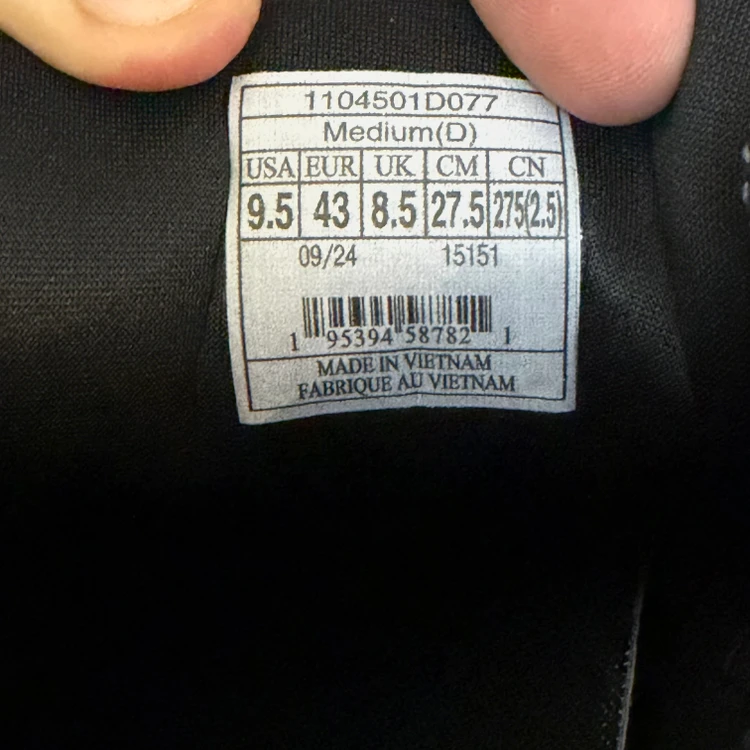 1104501D077
Medium(D)
USA EUR UK CM CN
9.5 43 8.5 27.5 275(2.5)
09/24 15151
1 95394 58782 1
MADE IN VIETNAM
FABRIQUE AU VIETNAM